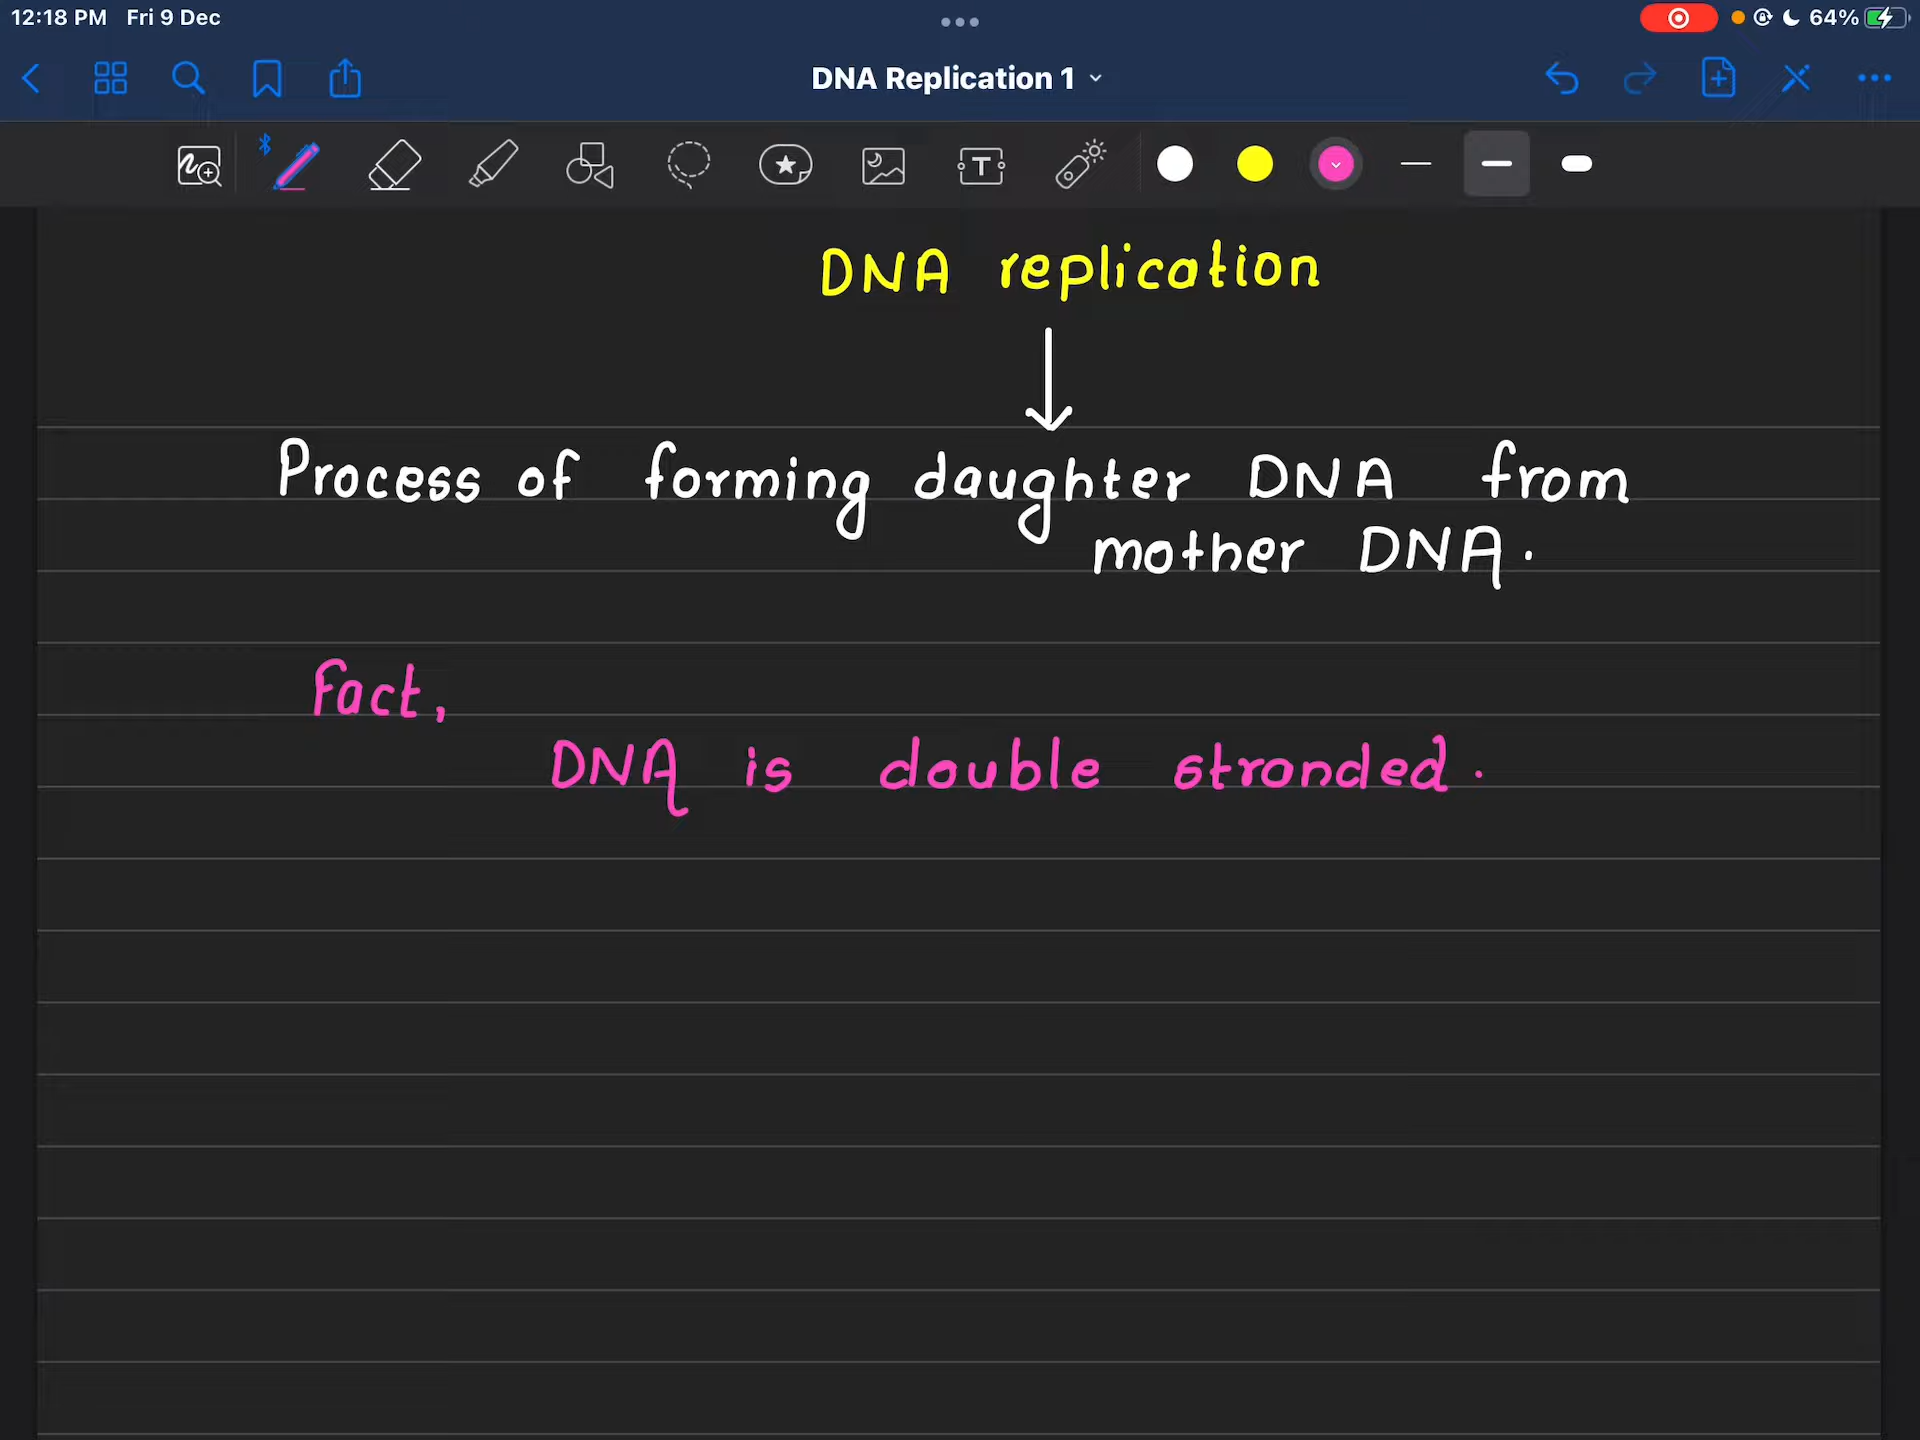 12:18 PM Fri 9 Dec 64%
DNA Replication 1
T
DNA replication
Process of forming daughter DNA from
mother DNA.
Fact,
DNA is double stranded.